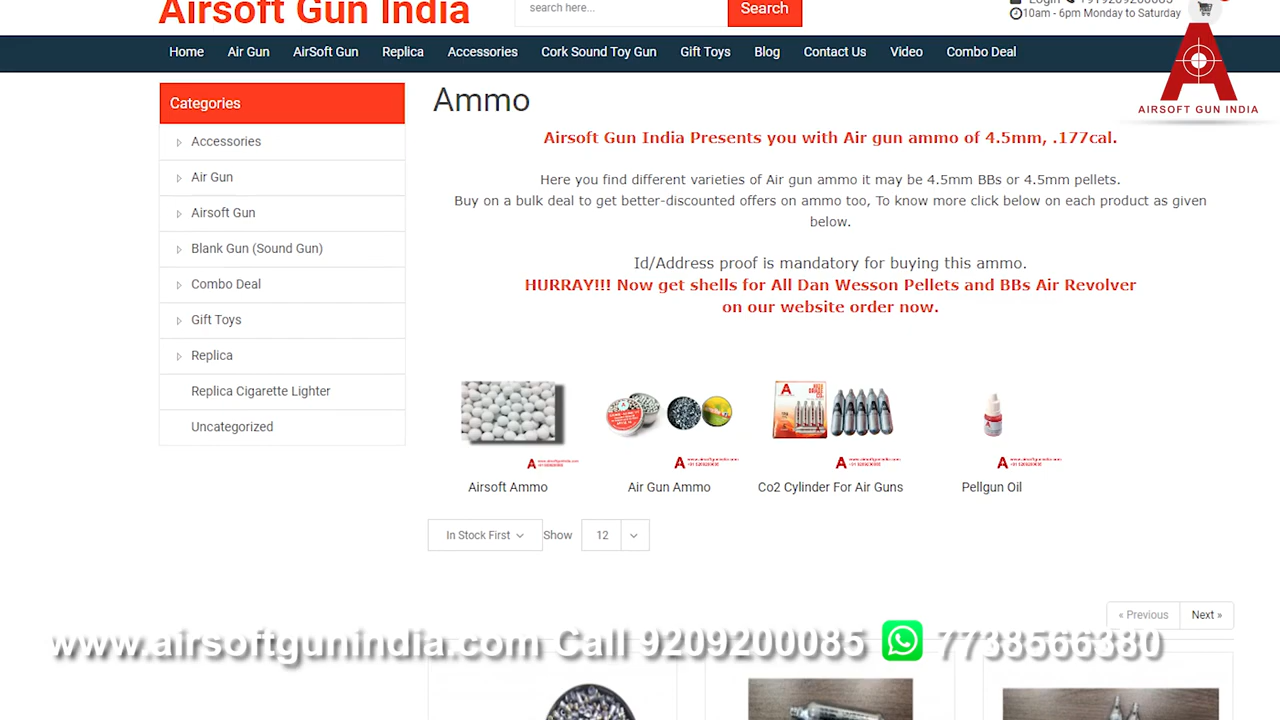 Airsoft Gun India
search here...
Search
Login
10am - 6pm Monday to Saturday
Home Air Gun AirSoft Gun Replica Accessories Cork Sound Toy Gun Gift Toys Blog Contact Us Video Combo Deal
AIRSOFT GUN INDIA
Categories
Accessories
Air Gun
Airsoft Gun
Blank Gun (Sound Gun)
Combo Deal
Gift Toys
Replica
Replica Cigarette Lighter
Uncategorized
Ammo
Airsoft Gun India Presents you with Air gun ammo of 4.5mm, .177cal.
Here you find different varieties of Air gun ammo it may be 4.5mm BBs or 4.5mm pellets.
Buy on a bulk deal to get better-discounted offers on ammo too, To know more click below on each product as given
below.
Id/Address proof is mandatory for buying this ammo.
HURRAY!!! Now get shells for All Dan Wesson Pellets and BBs Air Revolver
on our website order now.
Airsoft Ammo
Air Gun Ammo
Co2 Cylinder For Air Guns
Pellgun Oil
In Stock First Show 12
« Previous Next »
www.airsoftgunindia.com Call 9209200085 7738566380